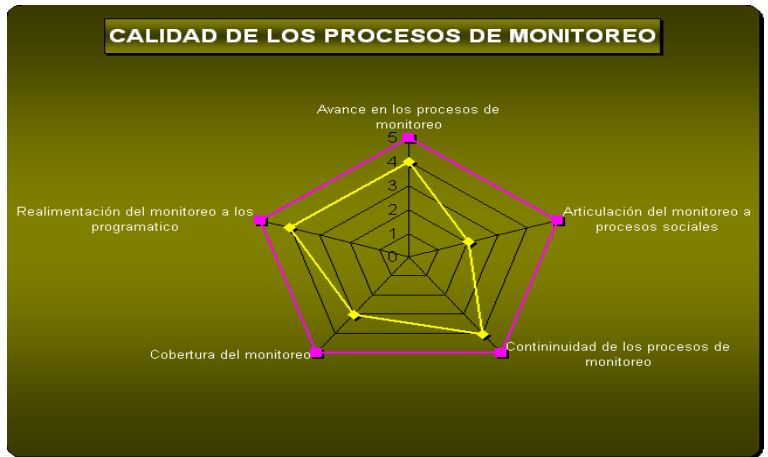 CALIDAD DE LOS PROCESOS DE MONITOREO
Avance en los procesos de
monitoreo
5
4
3
2
1
0
Articulación del monitoreo a
procesos sociales
Contininuidad de los procesos de
monitoreo
Cobertura del monitoreo
Realimentación del monitoreo a los
programatico